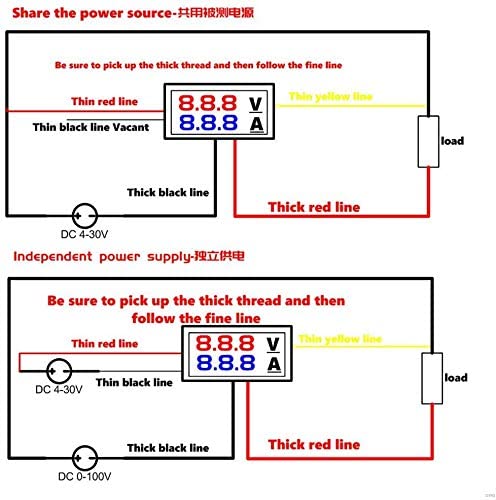 Share the power source-共用被测电源
Be sure to pick up the thick thread and then follow the fine line
Thin red line
8.8.8 V
Thin yellow line
Thin black line Vacant
8.8.8 A
load
Thick black line
Thick red line
DC 4-30V
Independent power supply-独立供电
Be sure to pick up the thick thread and then
follow the fine line
Thin red line
8.8.8 V
Thin yellow line
8.8.8 A
Thin black line
load
DC 4-30V
Thick black line
Thick red line
DC 0-100V